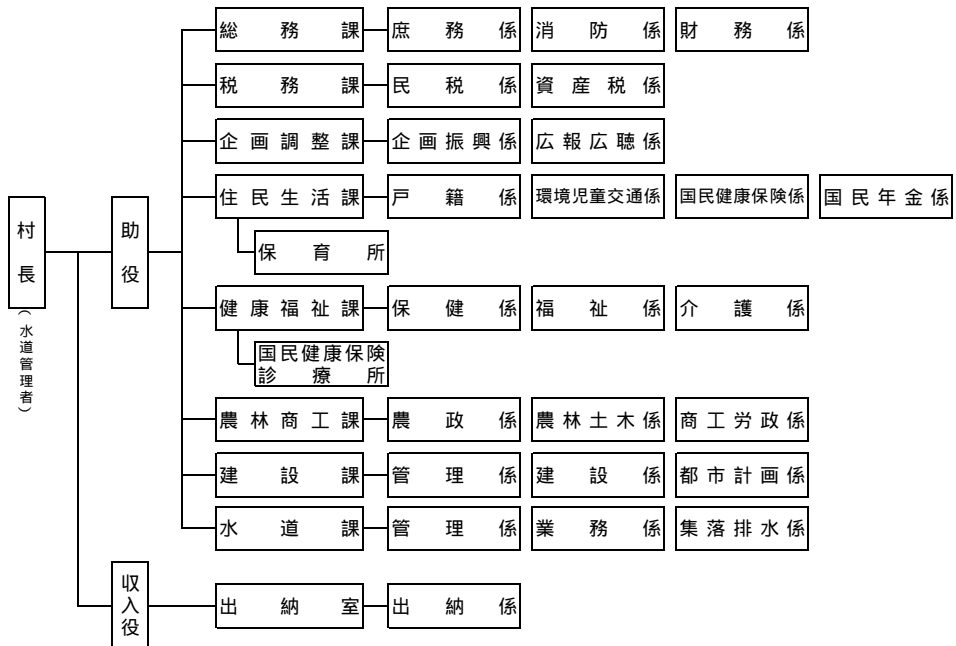 村長
（水道管理者）
助役
総務課
庶務係
消防係
財務係
税務課
民税係
資産税係
企画調整課
企画振興係
広報広聴係
住民生活課
戸籍係
環境児童交通係
国民健康保険係
国民年金係
保育所
健康福祉課
保健係
福祉係
介護係
国民健康保険
診療所
農林商工課
農政係
農林土木係
商工労政係
建設課
管理係
建設係
都市計画係
水道課
管理係
業務係
集落排水係
収入役
出納室
出納係